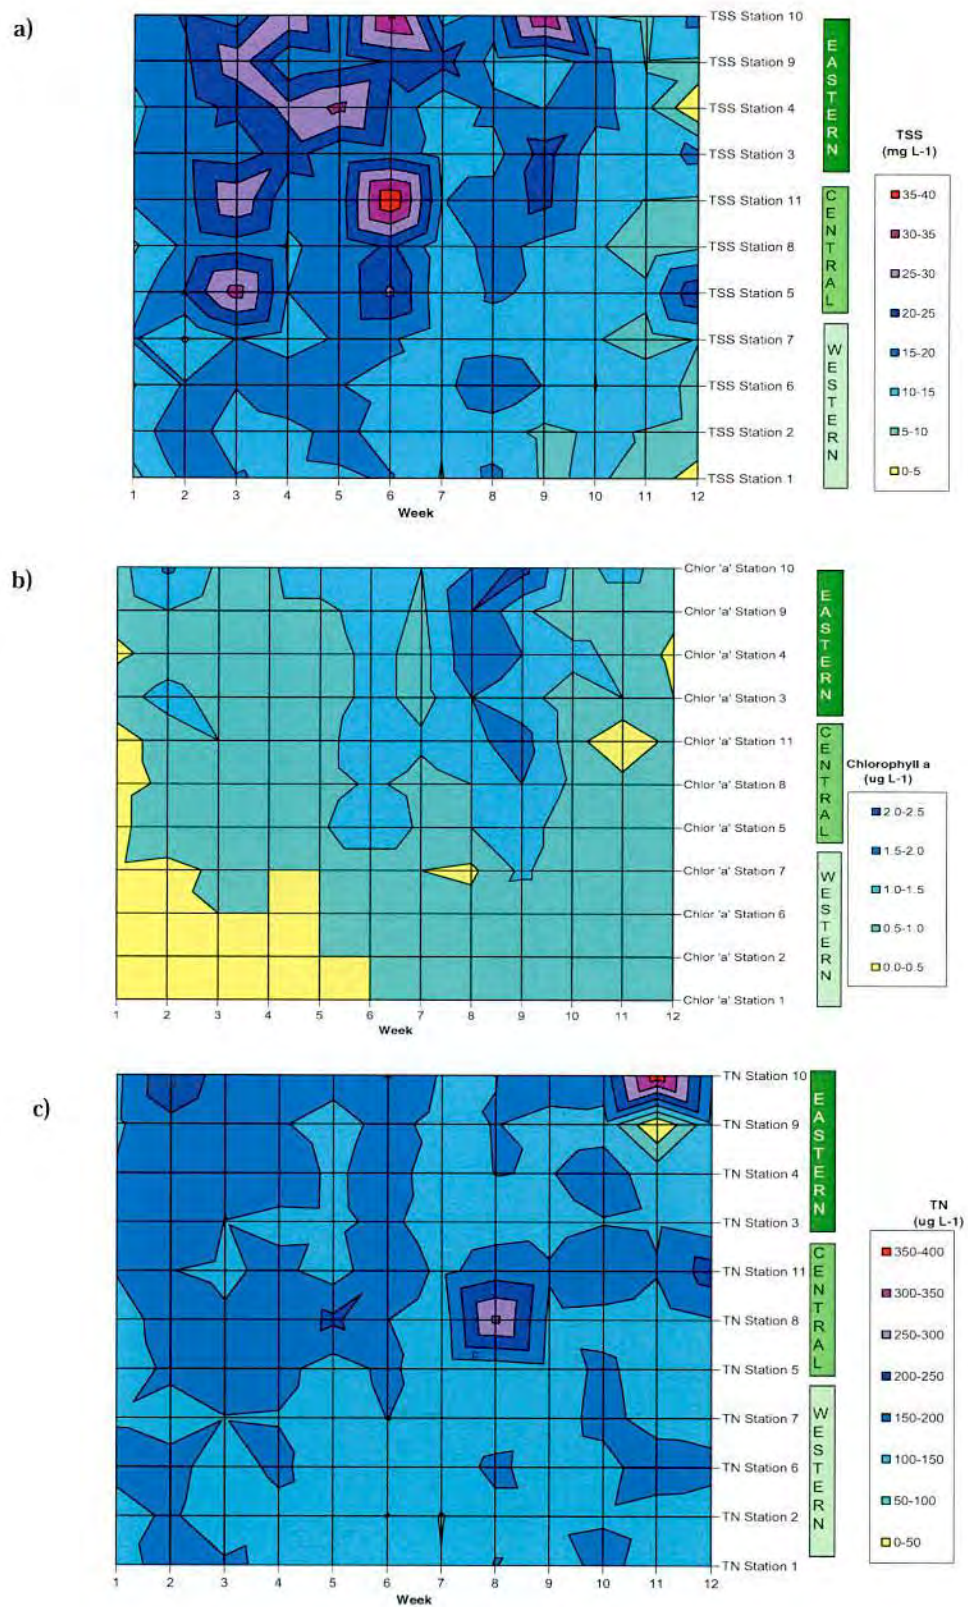 a)
TSS Station 10
TSS Station 9
TSS Station 4
TSS Station 3
TSS Station 11
TSS Station 8
TSS Station 5
TSS Station 7
TSS Station 6
TSS Station 2
TSS Station 1
1 2 3 4 5 6 7 8 9 10 11 12
Week
EASTERN
CENTRAL
WESTERN
TSS
(mg L-1)
35-40
30-35
25-30
20-25
15-20
10-15
5-10
0-5
b)
Chlor 'a' Station 10
Chlor 'a' Station 9
Chlor 'a' Station 4
Chlor 'a' Station 3
Chlor 'a' Station 11
Chlor 'a' Station 8
Chlor 'a' Station 5
Chlor 'a' Station 7
Chlor 'a' Station 6
Chlor 'a' Station 2
Chlor 'a' Station 1
1 2 3 4 5 6 7 8 9 10 11 12
Week
EASTERN
CENTRAL
WESTERN
Chlorophyll a
(ug L-1)
2.0-2.5
1.5-2.0
1.0-1.5
0.5-1.0
0.0-0.5
c)
TN Station 10
TN Station 9
TN Station 4
TN Station 3
TN Station 11
TN Station 8
TN Station 5
TN Station 7
TN Station 6
TN Station 2
TN Station 1
1 2 3 4 5 6 7 8 9 10 11 12
Week
EASTERN
CENTRAL
WESTERN
TN
(ug L-1)
350-400
300-350
250-300
200-250
150-200
100-150
50-100
0-50